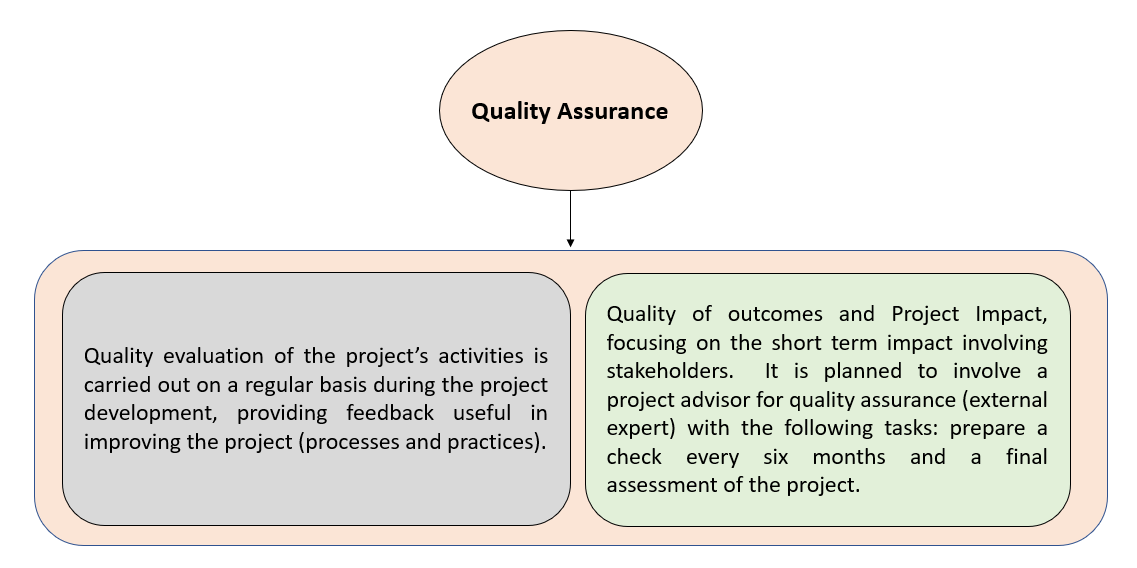 Quality Assurance
Quality evaluation of the project’s activities is
carried out on a regular basis during the project
development, providing feedback useful in
improving the project (processes and practices).
Quality of outcomes and Project Impact,
focusing on the short term impact involving
stakeholders.  It is planned to involve a
project advisor for quality assurance (external
expert) with the following tasks: prepare a
check every six months and a final
assessment of the project.